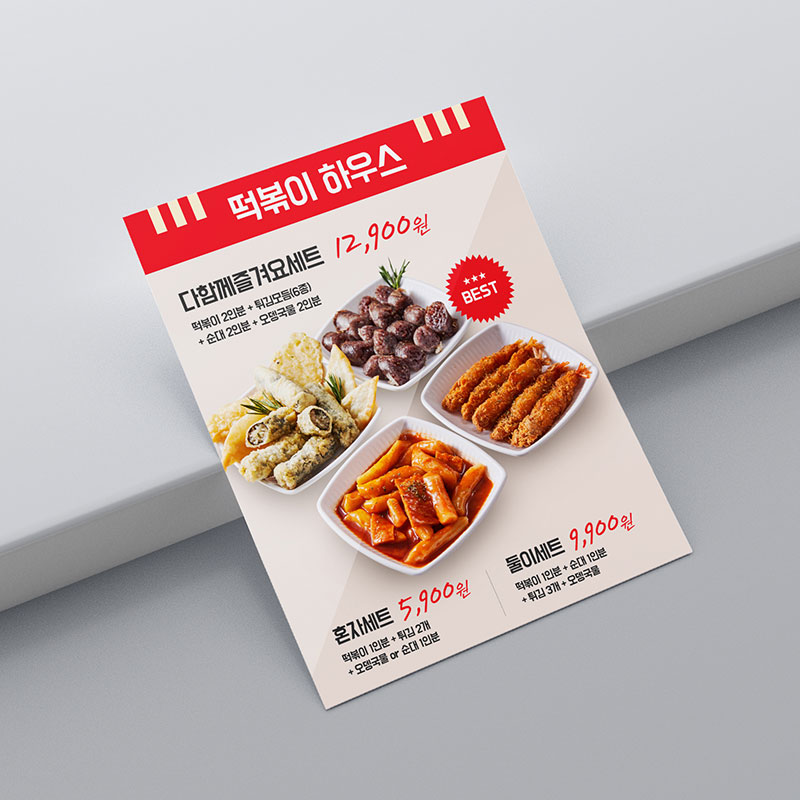 떡볶이 하우스
다함께즐겨요세트 12,900원
떡볶이 2인분 + 튀김모듬(6종)
+ 순대 2인분 + 오뎅국물 2인분
BEST
혼자세트 5,900원
떡볶이 1인분 + 튀김 2개
+ 오뎅국물 or 순대 1인분
둘이세트 9,900원
떡볶이 1인분 + 순대 1인분
+ 튀김 3개 + 오뎅국물